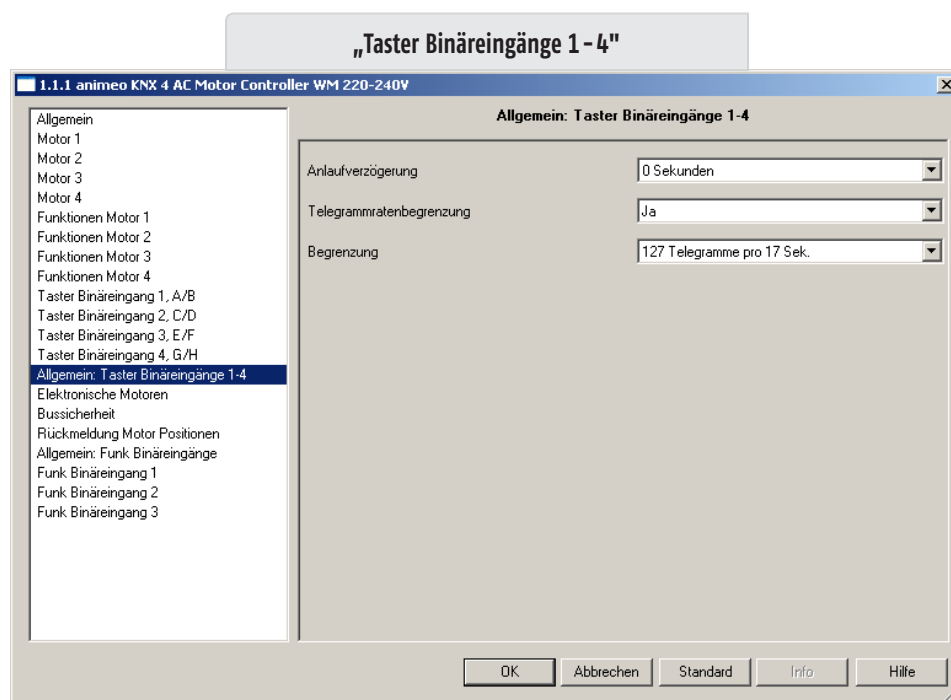 „Taster Binäreingänge 1 – 4"
1.1.1 animeo KNX 4 AC Motor Controller WM 220-240V
Allgemein
Motor 1
Motor 2
Motor 3
Motor 4
Funktionen Motor 1
Funktionen Motor 2
Funktionen Motor 3
Funktionen Motor 4
Taster Binäreingang 1, A/B
Taster Binäreingang 2, C/D
Taster Binäreingang 3, E/F
Taster Binäreingang 4, G/H
Allgemein: Taster Binäreingänge 1-4
Elektronische Motoren
Bussicherheit
Rückmeldung Motor Positionen
Allgemein: Funk Binäreingänge
Funk Binäreingang 1
Funk Binäreingang 2
Funk Binäreingang 3
Allgemein: Taster Binäreingänge 1-4
Anlaufverzögerung 0 Sekunden
Telegrammratenbegrenzung Ja
Begrenzung 127 Telegramme pro 17 Sek.
OK Abbrechen Standard Info Hilfe